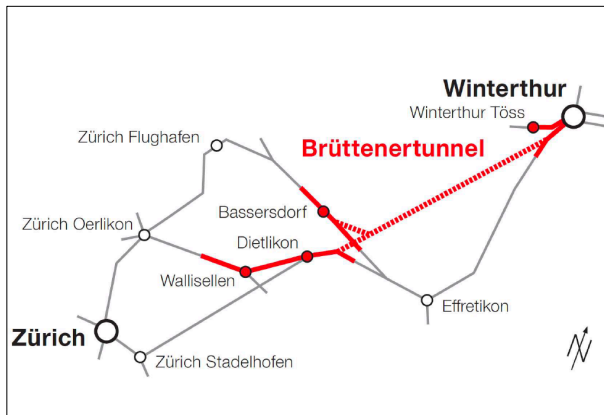 Winterthur
Winterthur Töss
Zürich Flughafen
Brüttenertunnel
Bassersdorf
Zürich Oerlikon
Dietlikon
Wallisellen
Effretikon
Zürich
Zürich Stadelhofen
N